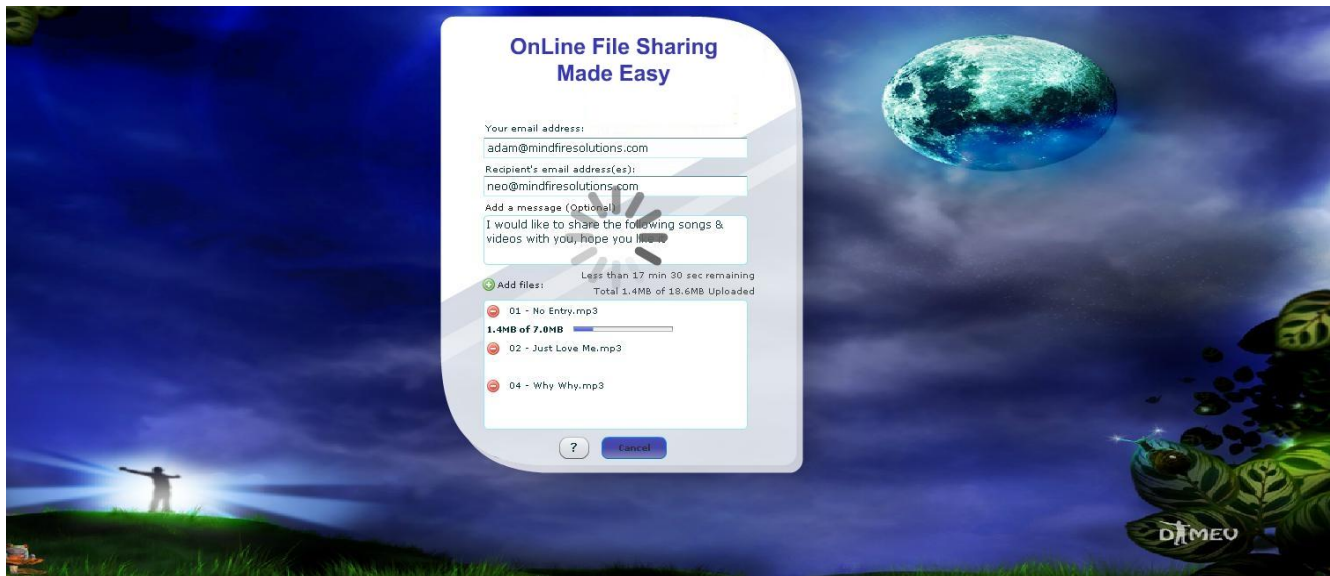 OnLine File Sharing
Made Easy
Your email address:
adam@mindfiresolutions.com
Recipient's email address(es):
neo@mindfiresolutions.com
Add a message (Optional)
I would like to share the following songs &
videos with you, hope you like it
Less than 17 min 30 sec remaining
Add files:
Total 1.4MB of 18.6MB Uploaded
01 - No Entry.mp3
1.4MB of 7.0MB
02 - Just Love Me.mp3
04 - Why Why.mp3
? Cancel